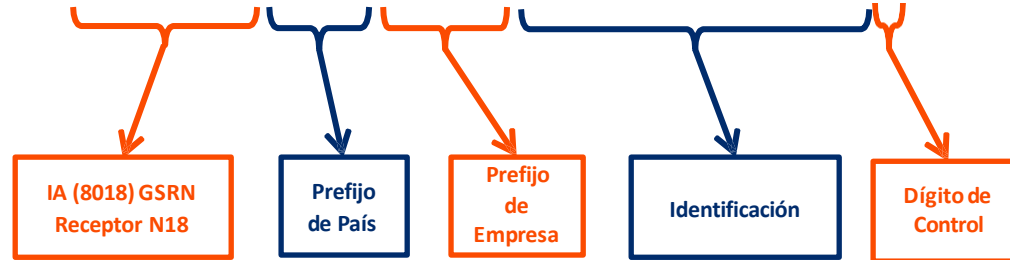 IA (8018) GSRN
Receptor N18
Prefijo
de País
Prefijo
de
Empresa
Identificación
Dígito de
Control